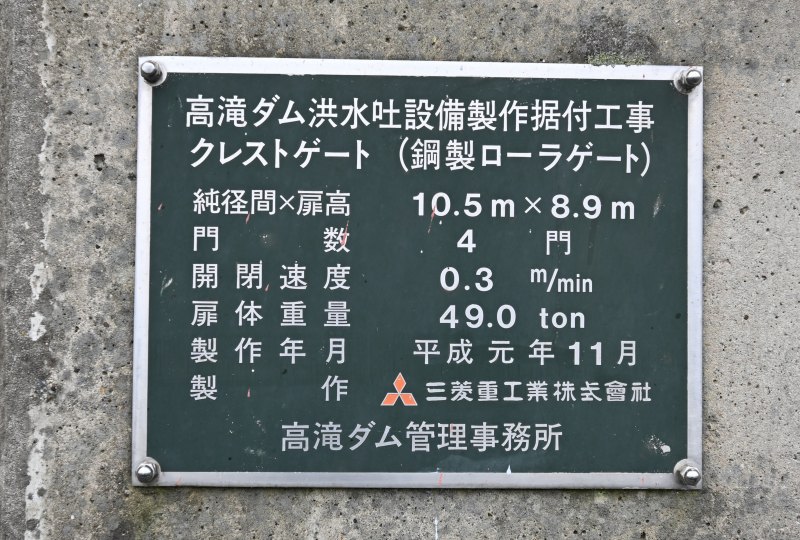 高滝ダム洪水吐設備製作据付工事
クレストゲート (鋼製ローラゲート)
純径間×扉高 10.5m×8.9m
門数 4門
開閉速度 0.3 m/min
扉体重量 49.0 ton
製作年月 平成元年11月
製作 三菱重工業株式會社
高滝ダム管理事務所